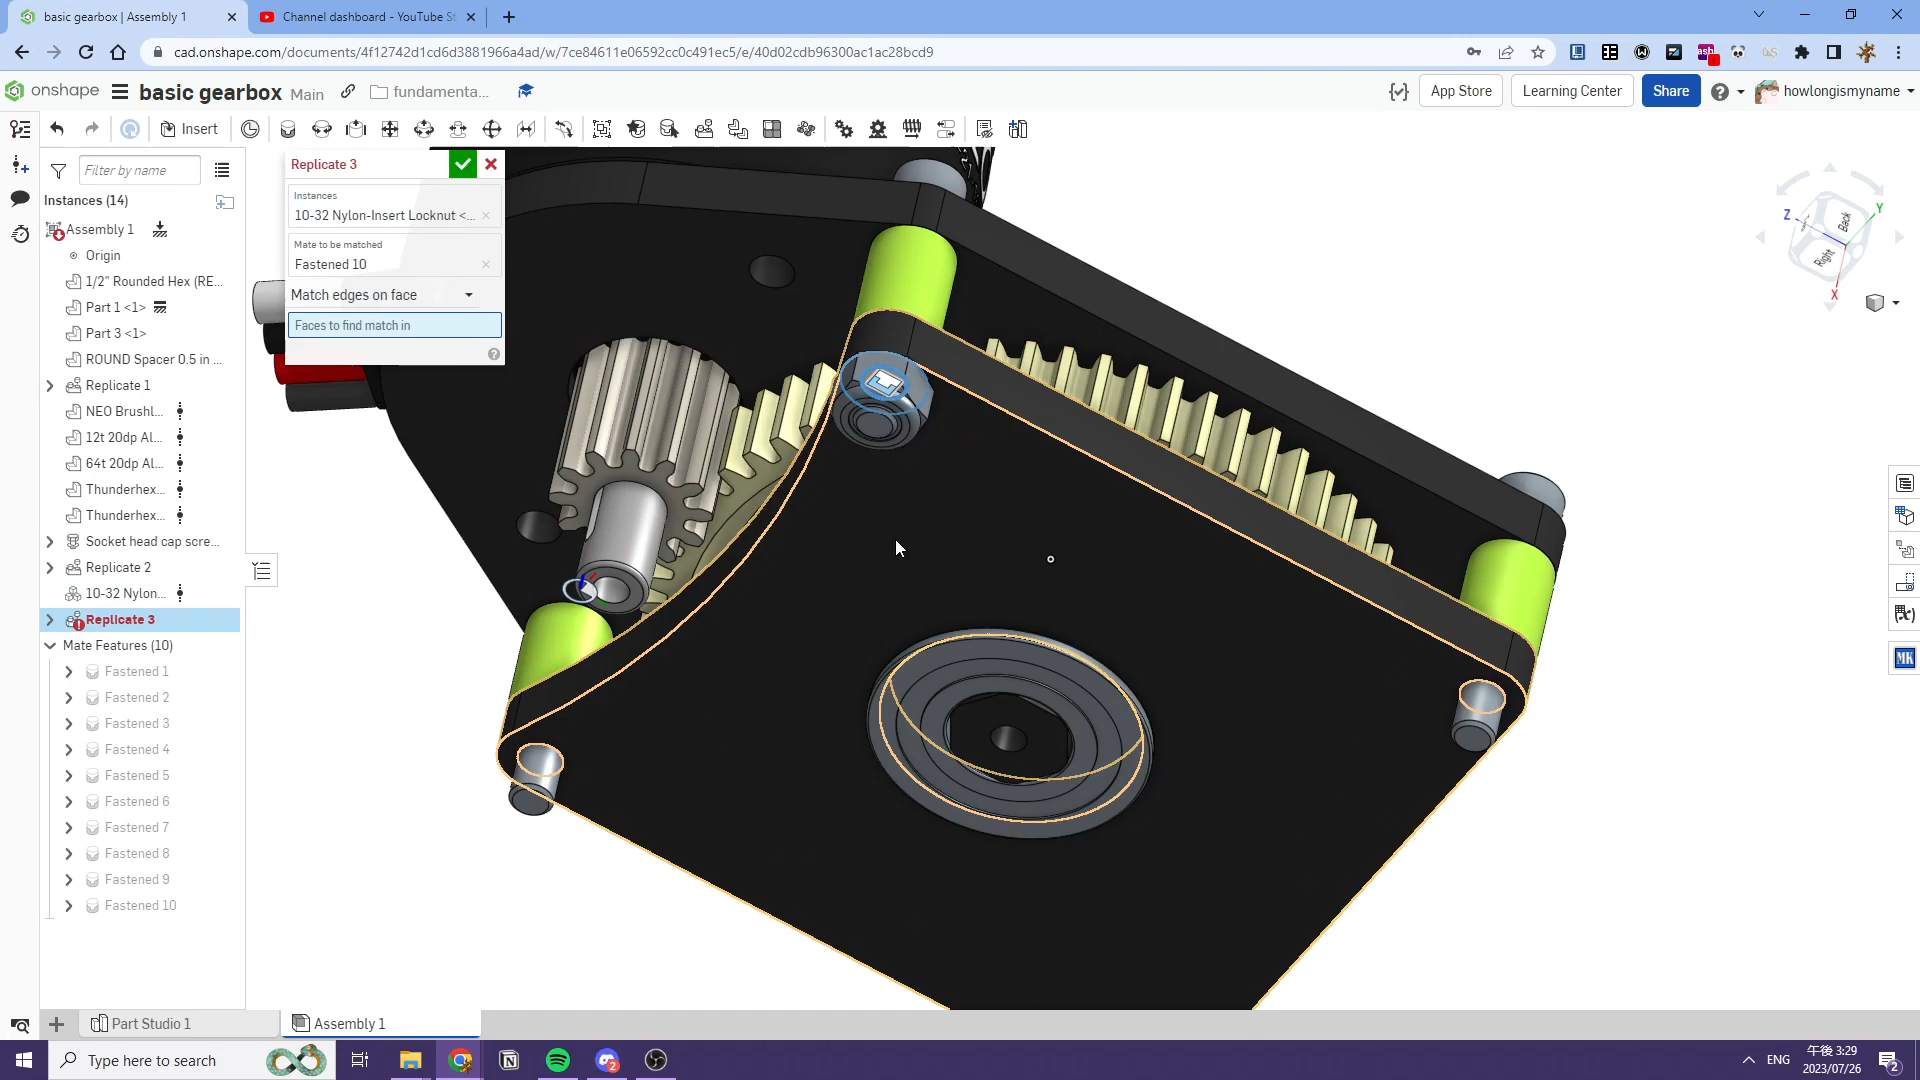 basic gearbox | Assembly 1
Channel dashboard - YouTube St
cad.onshape.com/documents/4f12742d1cd6d3881966a4ad/w/7ce84611e06592cc0c491ec5/e/40d02cdb96300ac1ac28bcd9
onshape
basic gearbox Main
fundamenta...
App Store
Learning Center
Share
howlongismyname
Insert
Filter by name
Instances (14)
Assembly 1
Origin
1/2" Rounded Hex (RE...
Part 1 <1>
Part 3 <1>
ROUND Spacer 0.5 in ...
Replicate 1
NEO Brushl...
12t 20dp Al...
64t 20dp Al...
Thunderhex...
Thunderhex...
Socket head cap scre...
Replicate 2
10-32 Nylon...
Replicate 3
Mate Features (10)
Fastened 1
Fastened 2
Fastened 3
Fastened 4
Fastened 5
Fastened 6
Fastened 7
Fastened 8
Fastened 9
Fastened 10
Replicate 3
Instances
10-32 Nylon-Insert Locknut <...
Mate to be matched
Fastened 10
Match edges on face
Faces to find match in
Z
Y
X
Back
Right
MK
Part Studio 1
Assembly 1
Type here to search
2
ENG
午後 3:29
2023/07/26
2